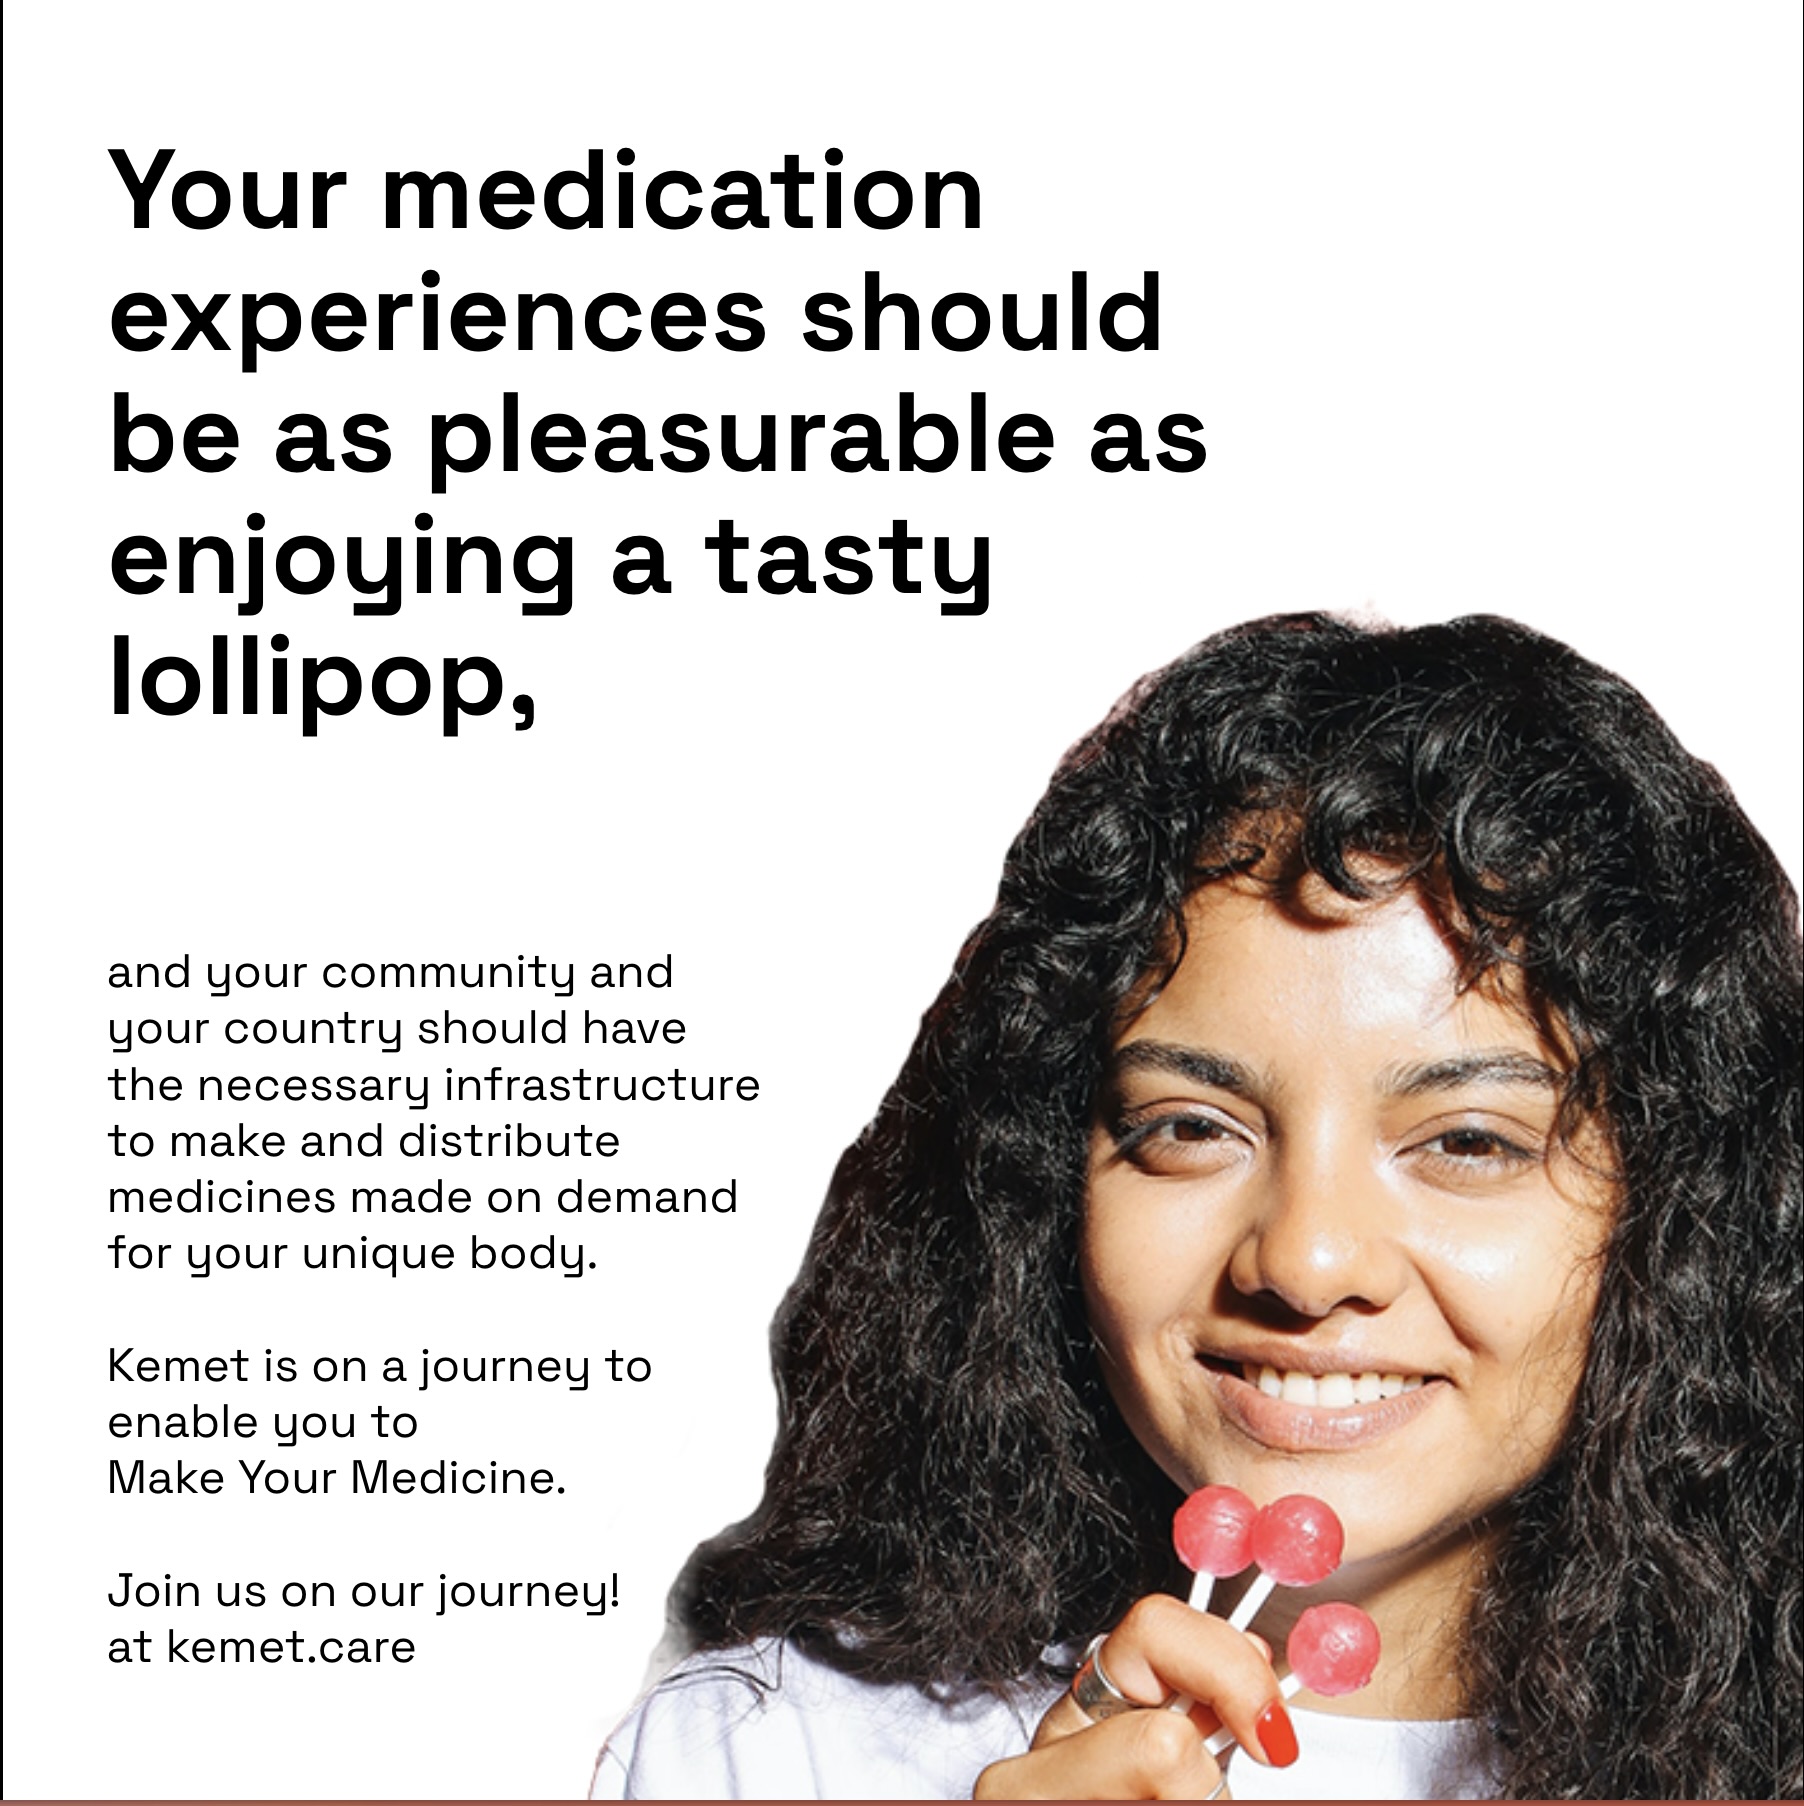 Your medication
experiences should
be as pleasurable as
enjoying a tasty
lollipop,
and your community and
your country should have
the necessary infrastructure
to make and distribute
medicines made on demand
for your unique body.
Kemet is on a journey to
enable you to
Make Your Medicine.
Join us on our journey!
at kemet.care